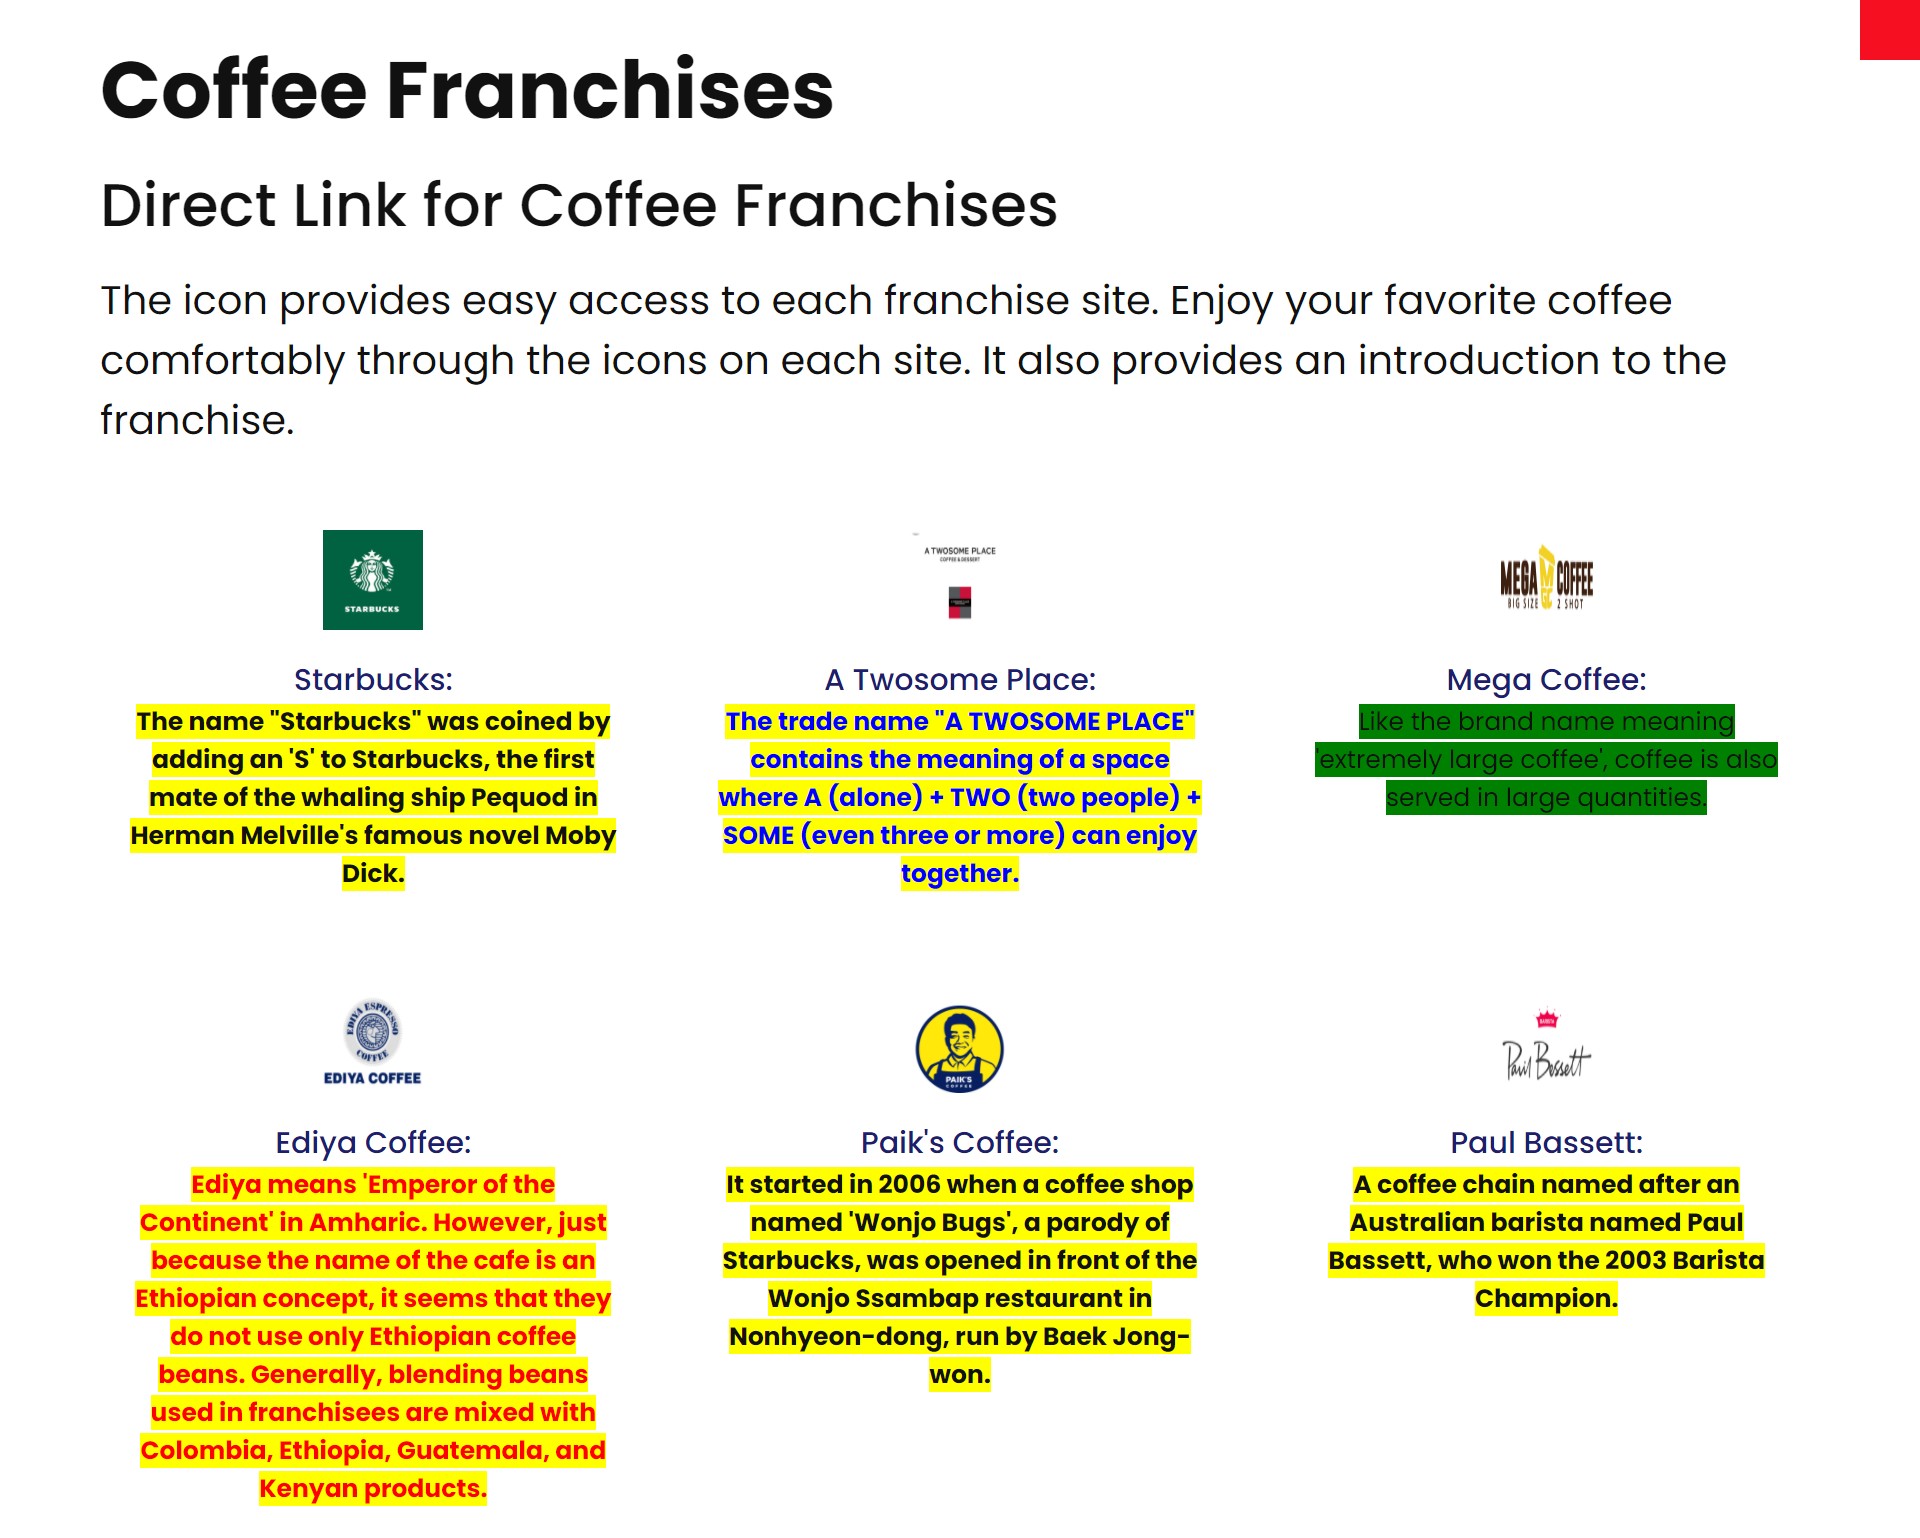 Coffee Franchises
Direct Link for Coffee Franchises
The icon provides easy access to each franchise site. Enjoy your favorite coffee
comfortably through the icons on each site. It also provides an introduction to the
franchise.
STARBUCKS
Starbucks:
The name "Starbucks" was coined by
adding an 'S' to Starbucks, the first
mate of the whaling ship Pequod in
Herman Melville's famous novel Moby
Dick.
A TWOSOME PLACE
COFFEE & DESSERT
A Twosome Place:
The trade name "A TWOSOME PLACE"
contains the meaning of a space
where A (alone) + TWO (two people) +
SOME (even three or more) can enjoy
together.
MEGA COFFEE
BIG SIZE 2 SHOT
Mega Coffee:
Like the brand name meaning
'extremely large coffee', coffee is also
served in large quantities.
EDIYA ESPRESSO
COFFEE
EDIYA COFFEE
Ediya Coffee:
Ediya means 'Emperor of the
Continent' in Amharic. However, just
because the name of the cafe is an
Ethiopian concept, it seems that they
do not use only Ethiopian coffee
beans. Generally, blending beans
used in franchisees are mixed with
Colombia, Ethiopia, Guatemala, and
Kenyan products.
PAIK'S
COFFEE
Paik's Coffee:
It started in 2006 when a coffee shop
named 'Wonjo Bugs', a parody of
Starbucks, was opened in front of the
Wonjo Ssambap restaurant in
Nonhyeon-dong, run by Baek Jong-
won.
BARISTA
Paul Bassett
Paul Bassett:
A coffee chain named after an
Australian barista named Paul
Bassett, who won the 2003 Barista
Champion.